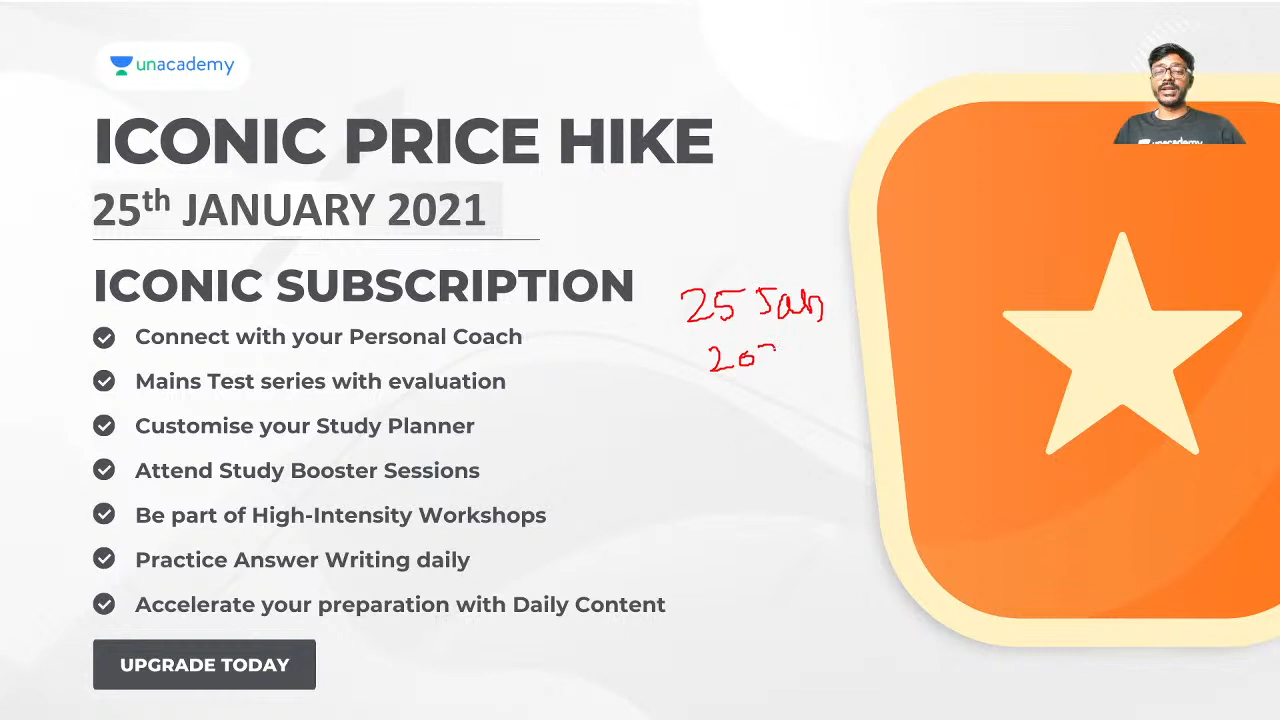 unacademy
ICONIC PRICE HIKE
25th JANUARY 2021
ICONIC SUBSCRIPTION
25 Jan
Connect with your Personal Coach
Mains Test series with evaluation
Customise your Study Planner
Attend Study Booster Sessions
Be part of High-Intensity Workshops
Practice Answer Writing daily
Accelerate your preparation with Daily Content
UPGRADE TODAY
unacademy